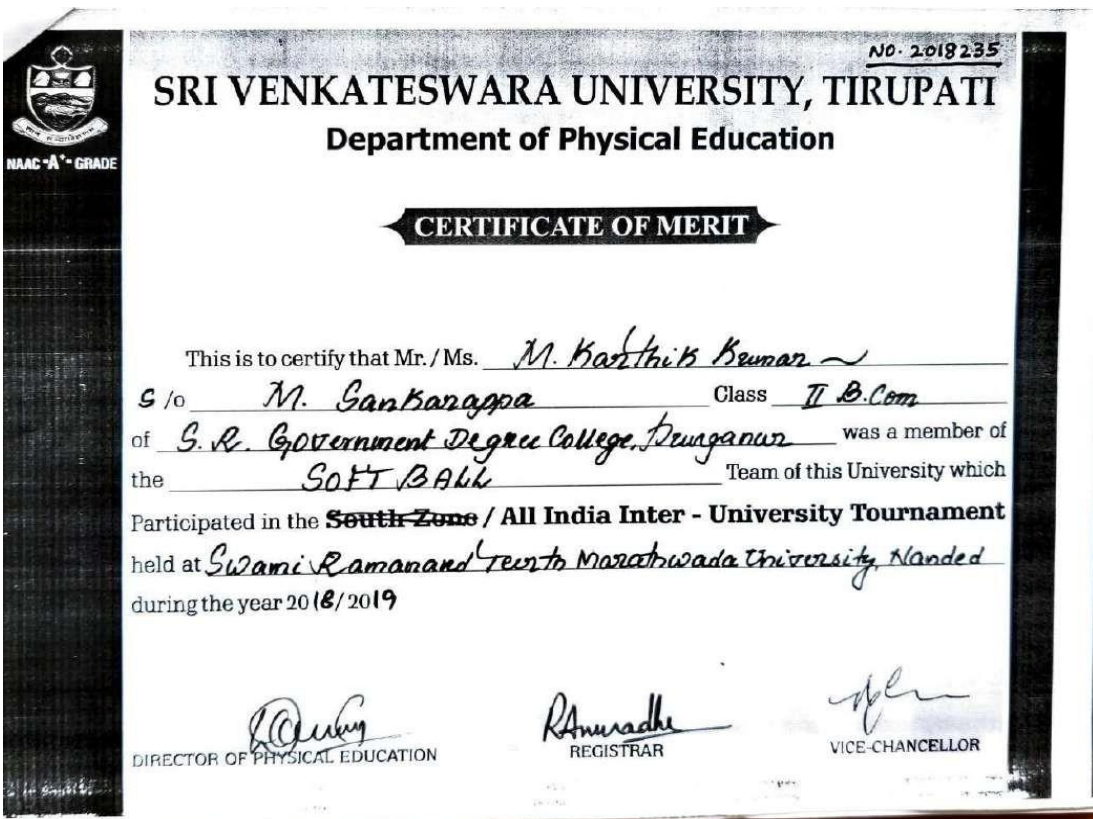 NO. 2018235
SRI VENKATESWARA UNIVERSITY, TIRUPATI
Department of Physical Education
NAAC "A+" GRADE
CERTIFICATE OF MERIT
This is to certify that Mr. / Ms. M. Karthik Kumar
S /o M. Sankarappa Class II B.Com
of S. R. Government Degree College, was a member of
the SOFT BALL Team of this University which
Participated in the South Zone / All India Inter - University Tournament
held at Swami Ramanand Teerth Marathwada University, Nanded
during the year 2018/2019
RAnuradha
DIRECTOR OF PHYSICAL EDUCATION
REGISTRAR
VICE-CHANCELLOR